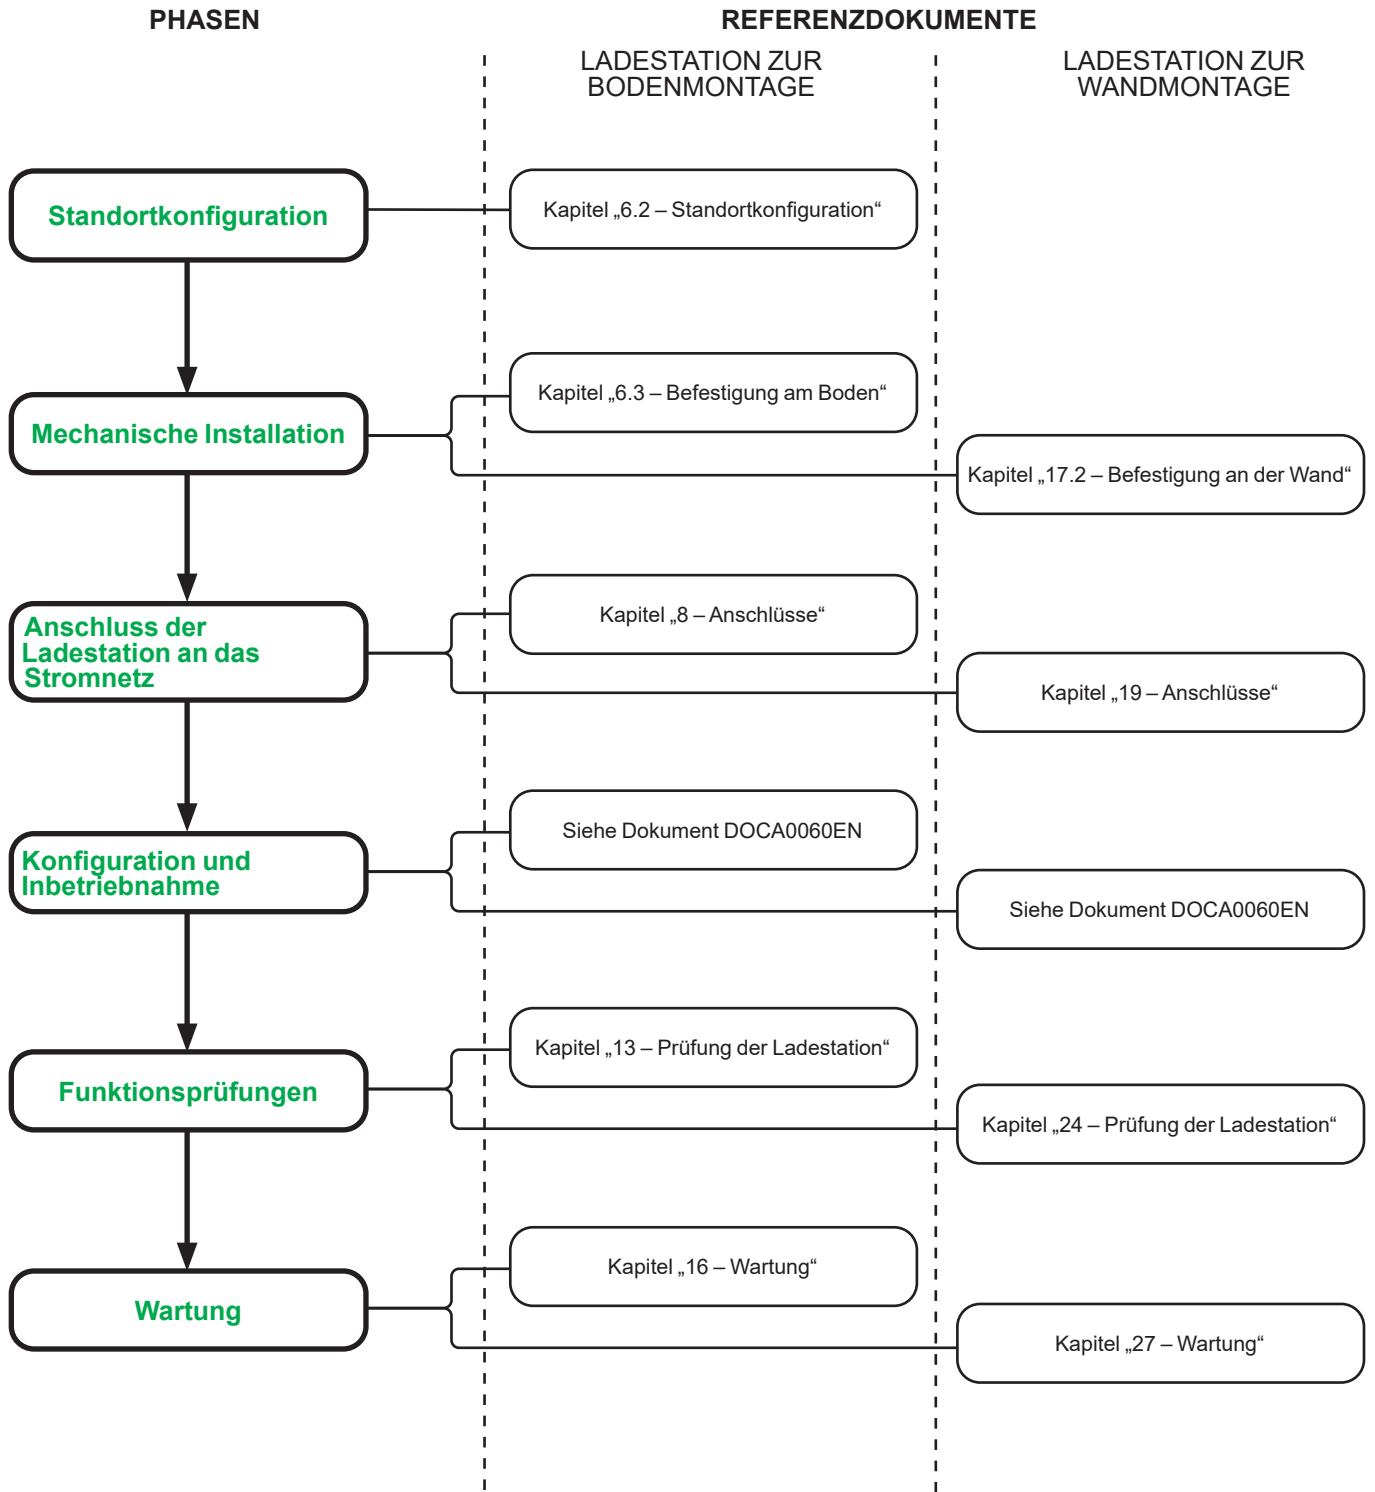 PHASEN
REFERENZDOKUMENTE
LADESTATION ZUR
BODENMONTAGE
LADESTATION ZUR
WANDMONTAGE
Standortkonfiguration
Kapitel „6.2 – Standortkonfiguration“
Mechanische Installation
Kapitel „6.3 – Befestigung am Boden“
Kapitel „17.2 – Befestigung an der Wand“
Anschluss der
Ladestation an das
Stromnetz
Kapitel „8 – Anschlüsse“
Kapitel „19 – Anschlüsse“
Konfiguration und
Inbetriebnahme
Siehe Dokument DOCA0060EN
Siehe Dokument DOCA0060EN
Funktionsprüfungen
Kapitel „13 – Prüfung der Ladestation“
Kapitel „24 – Prüfung der Ladestation“
Wartung
Kapitel „16 – Wartung“
Kapitel „27 – Wartung“